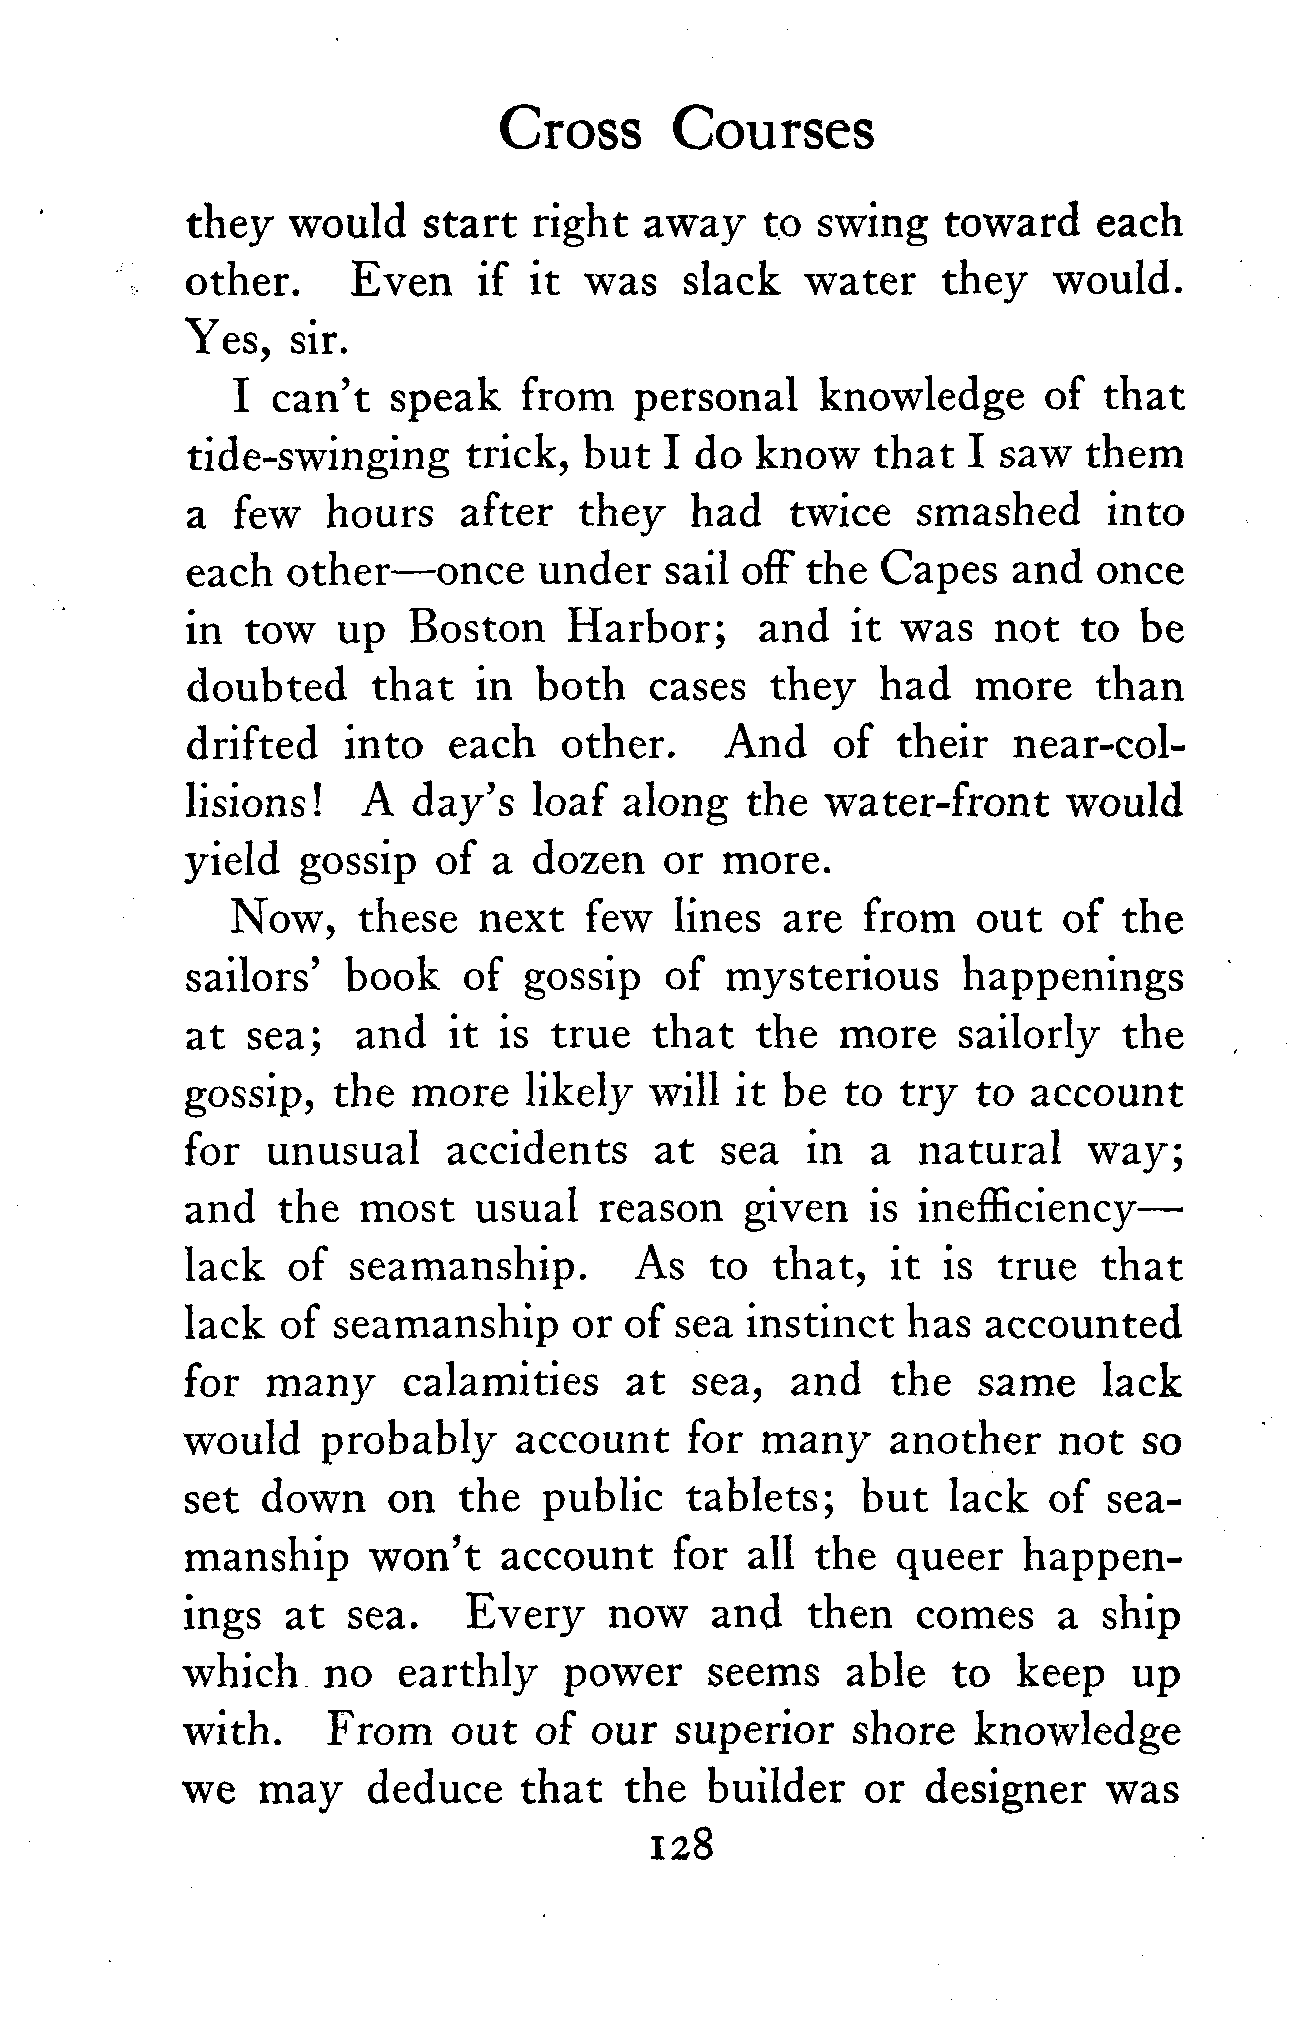 Cross Courses
they would start right away to swing toward each
other. Even if it was slack water they would.
Yes, sir.
I can't speak from personal knowledge of that
tide-swinging trick, but I do know that I saw them
a few hours after they had twice smashed into
each other—once under sail off the Capes and once
in tow up Boston Harbor; and it was not to be
doubted that in both cases they had more than
drifted into each other. And of their near-col-
lisions! A day's loaf along the water-front would
yield gossip of a dozen or more.
Now, these next few lines are from out of the
sailors' book of gossip of mysterious happenings
at sea; and it is true that the more sailorly the
gossip, the more likely will it be to try to account
for unusual accidents at sea in a natural way;
and the most usual reason given is inefficiency—
lack of seamanship. As to that, it is true that
lack of seamanship or of sea instinct has accounted
for many calamities at sea, and the same lack
would probably account for many another not so
set down on the public tablets; but lack of sea-
manship won't account for all the queer happen-
ings at sea. Every now and then comes a ship
which no earthly power seems able to keep up
with. From out of our superior shore knowledge
we may deduce that the builder or designer was
128